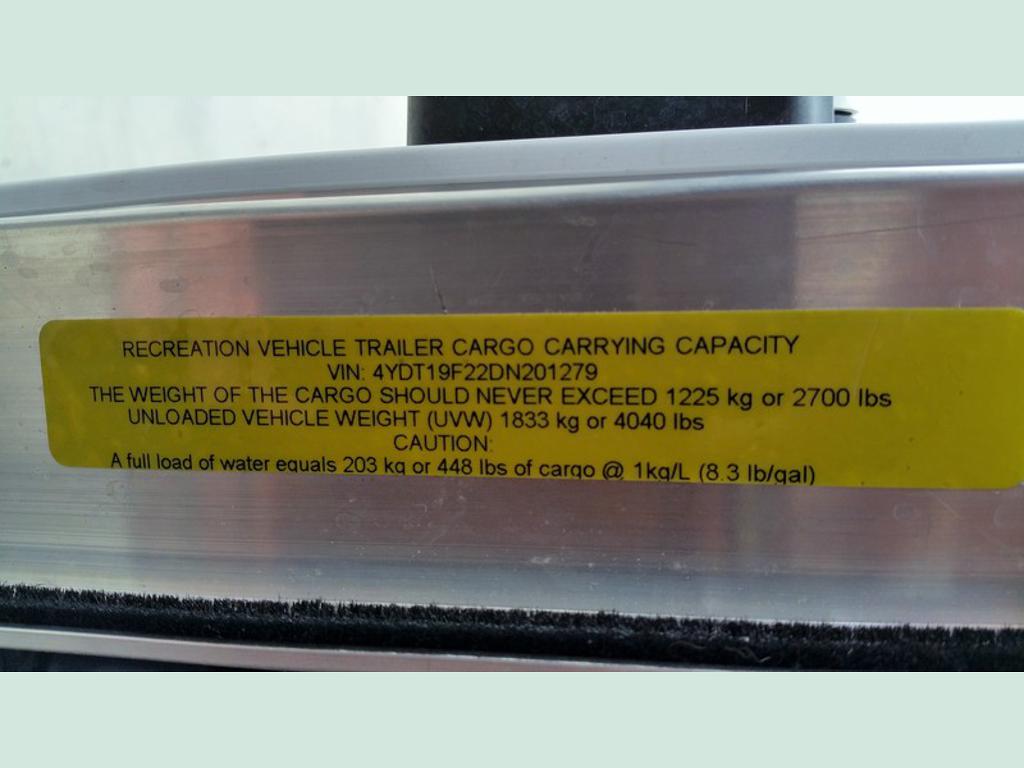 RECREATION VEHICLE TRAILER CARGO CARRYING CAPACITY
VIN: 4YDT19F22DN201279
THE WEIGHT OF THE CARGO SHOULD NEVER EXCEED 1225 kg or 2700 lbs
UNLOADED VEHICLE WEIGHT (UVW) 1833 kg or 4040 lbs
CAUTION:
A full load of water equals 203 kg or 448 lbs of cargo @ 1kg/L (8.3 lb/gal)